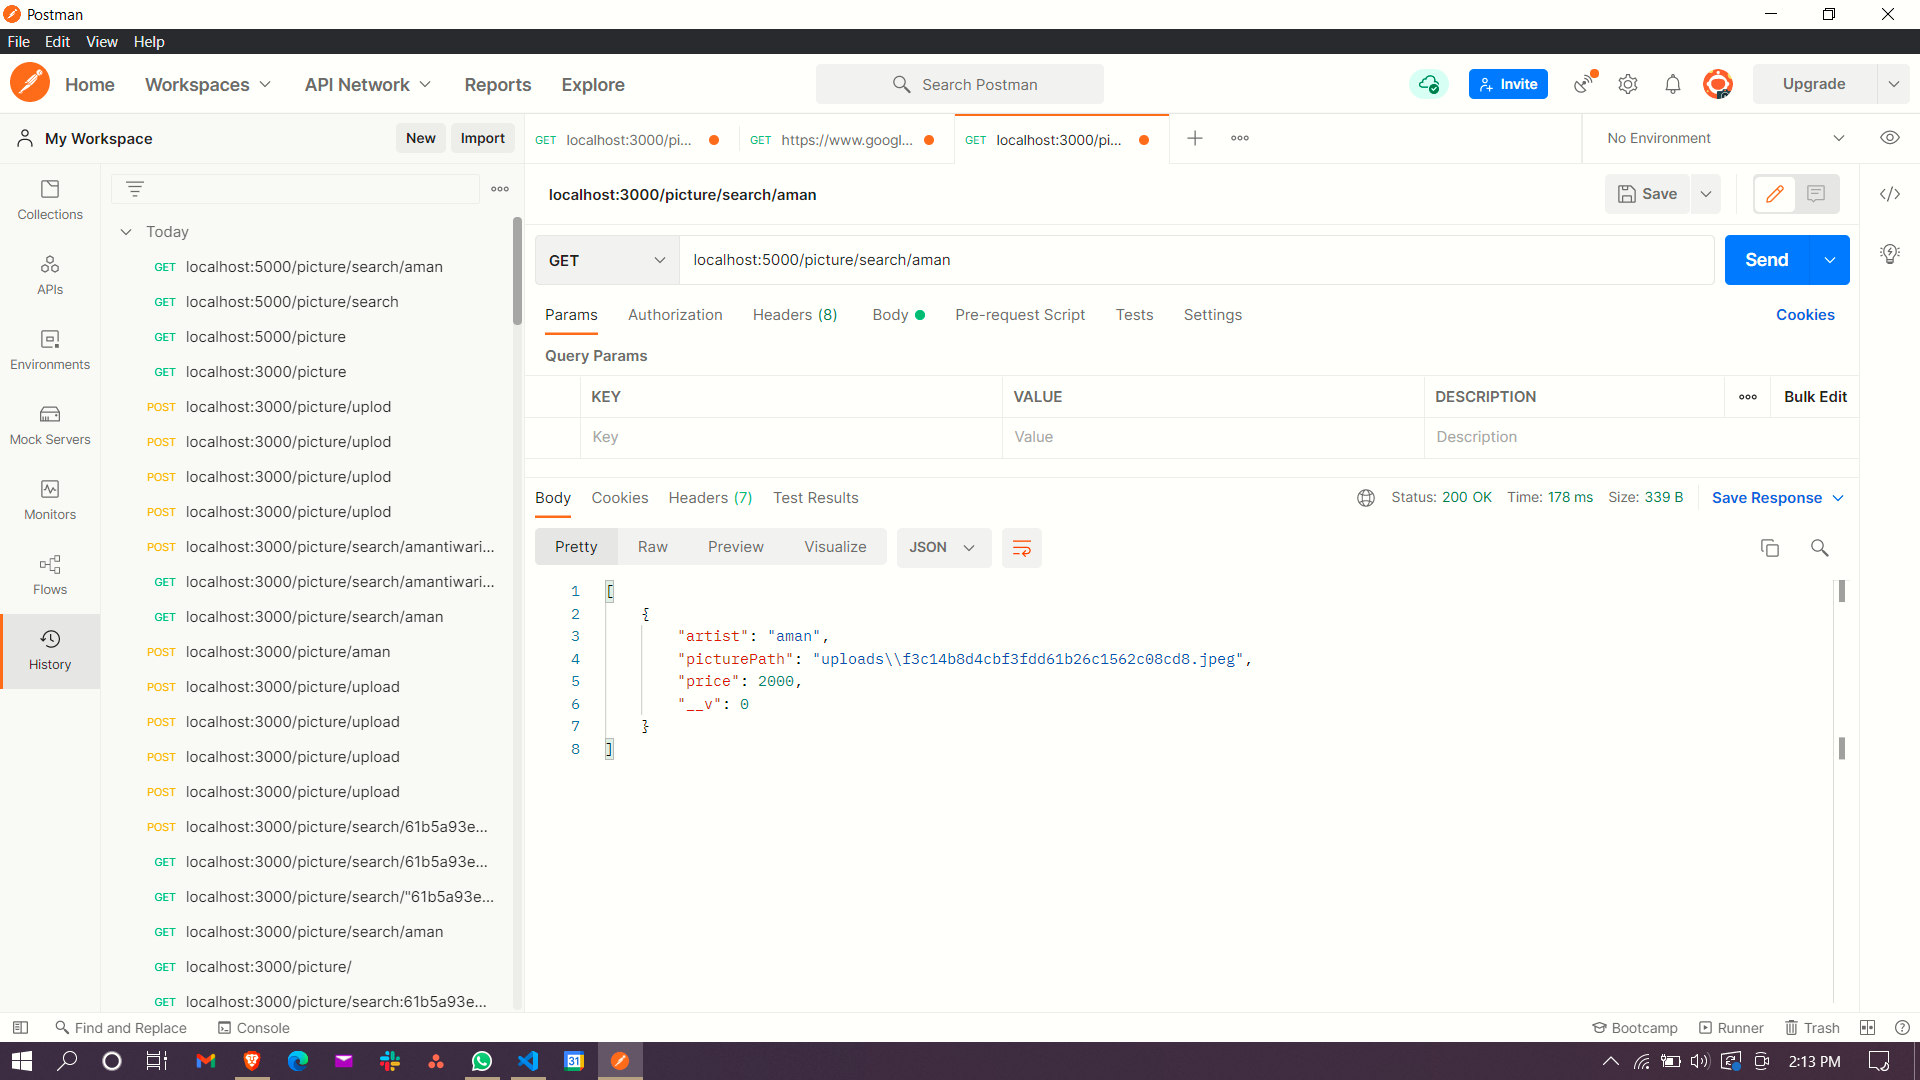 Postman
File Edit View Help
Home Workspaces API Network Reports Explore Search Postman Invite Upgrade
My Workspace New Import
GET localhost:3000/pi... GET https://www.googl... GET localhost:3000/pi... No Environment
localhost:3000/picture/search/aman Save
GET localhost:5000/picture/search/aman Send
Params Authorization Headers (8) Body Pre-request Script Tests Settings Cookies
Query Params
KEY VALUE DESCRIPTION Bulk Edit
Key Value Description
Body Cookies Headers (7) Test Results Status: 200 OK Time: 178 ms Size: 339 B Save Response
Pretty Raw Preview Visualize JSON
1 [
2 {
3 "artist": "aman",
4 "picturePath": "uploads\\f3c14b8d4cbf3fdd61b26c1562c08cd8.jpeg",
5 "price": 2000,
6 "__v": 0
7 }
8 ]
Collections
APIs
Environments
Mock Servers
Monitors
Flows
History
Today
GET localhost:5000/picture/search/aman
GET localhost:5000/picture/search
GET localhost:5000/picture
GET localhost:3000/picture
POST localhost:3000/picture/uplod
POST localhost:3000/picture/uplod
POST localhost:3000/picture/uplod
POST localhost:3000/picture/uplod
POST localhost:3000/picture/search/amantiwari...
GET localhost:3000/picture/search/amantiwari...
GET localhost:3000/picture/search/aman
POST localhost:3000/picture/aman
POST localhost:3000/picture/upload
POST localhost:3000/picture/upload
POST localhost:3000/picture/upload
POST localhost:3000/picture/upload
POST localhost:3000/picture/search/61b5a93e...
GET localhost:3000/picture/search/61b5a93e...
GET localhost:3000/picture/search/"61b5a93e...
GET localhost:3000/picture/search/aman
GET localhost:3000/picture/
GET localhost:3000/picture/search:61b5a93e...
Find and Replace Console Bootcamp Runner Trash
31 2:13 PM